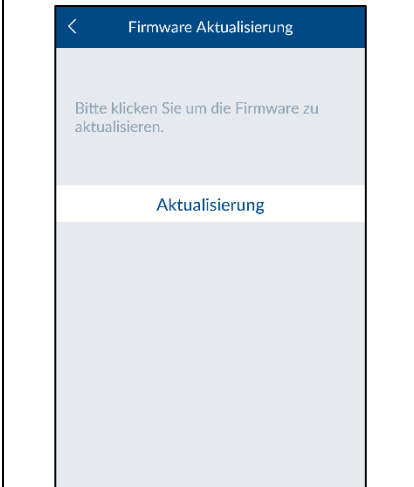 Firmware Aktualisierung
Bitte klicken Sie um die Firmware zu
aktualisieren.
Aktualisierung